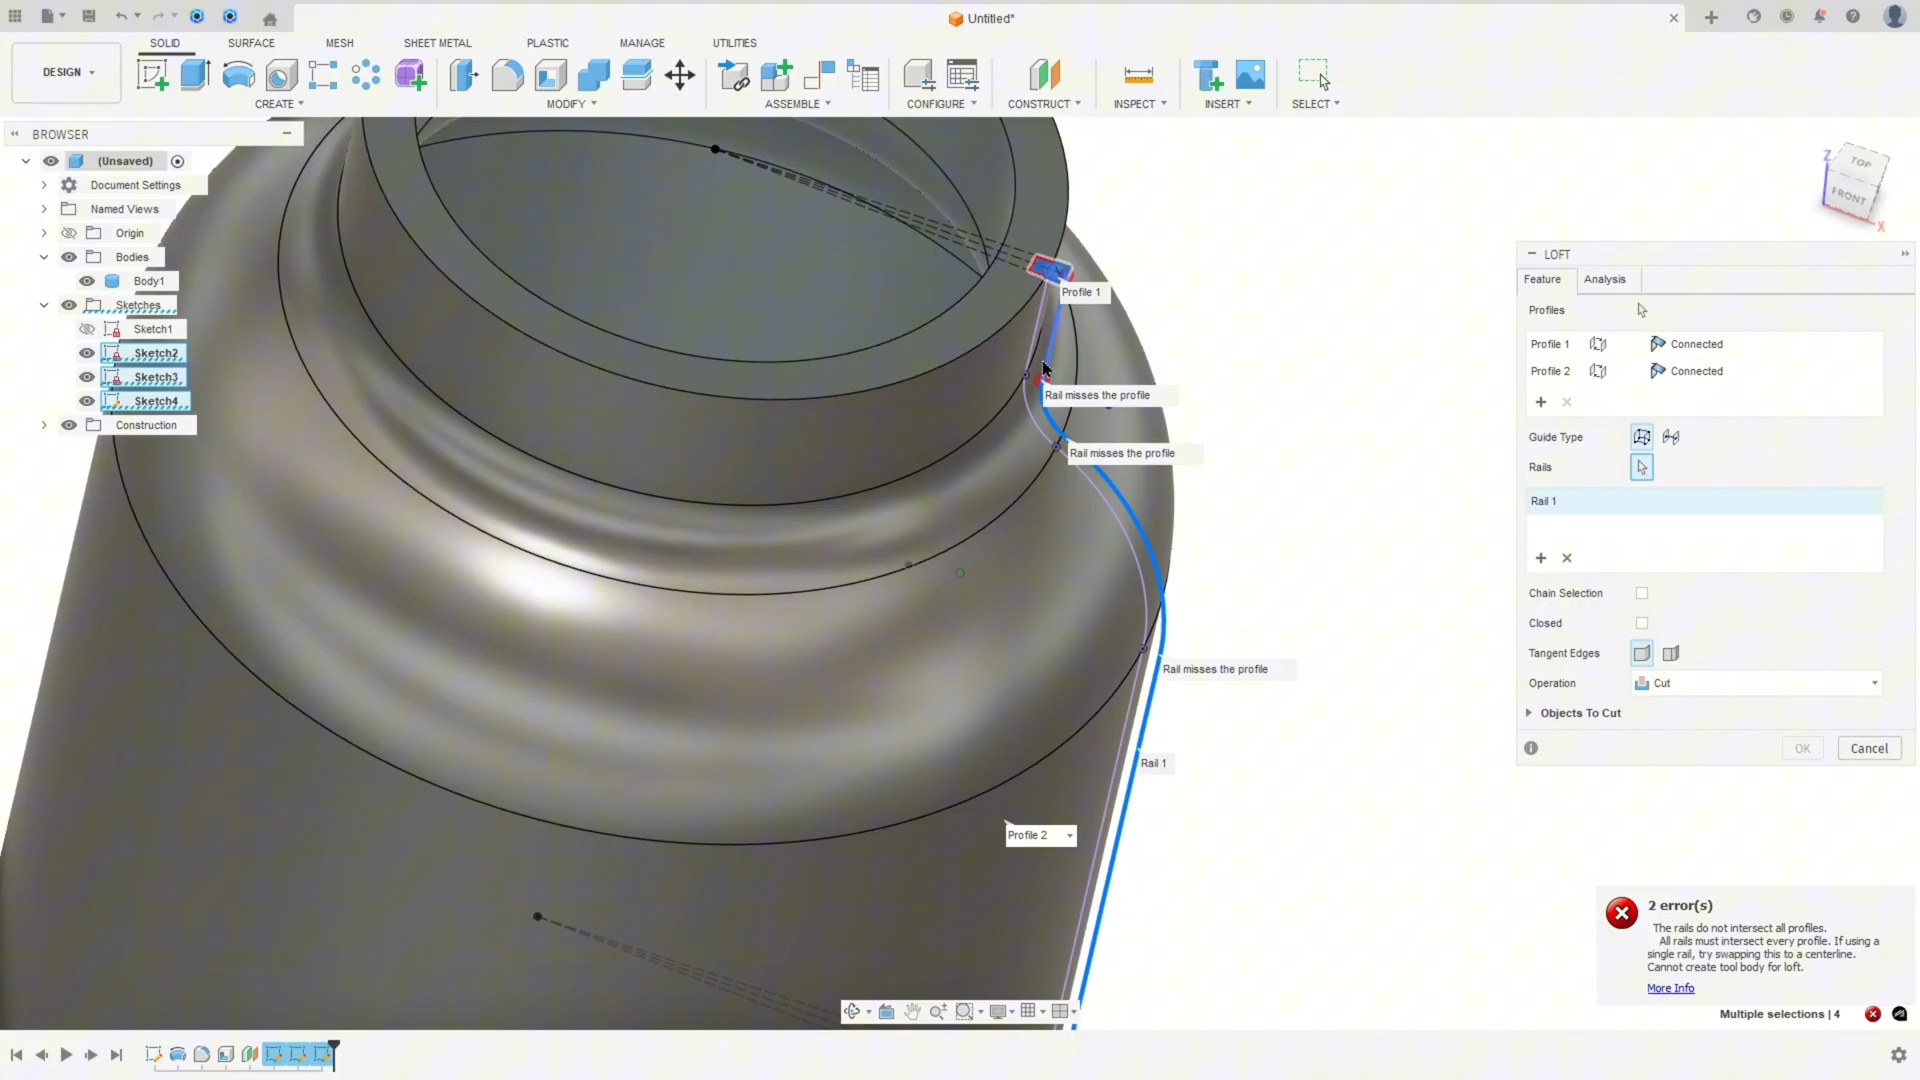 Untitled*
DESIGN
SOLID
SURFACE
MESH
SHEET METAL
PLASTIC
MANAGE
UTILITIES
CREATE
MODIFY
ASSEMBLE
CONFIGURE
CONSTRUCT
INSPECT
INSERT
SELECT
BROWSER
(Unsaved)
Document Settings
Named Views
Origin
Bodies
Body1
Sketches
Sketch1
Sketch2
Sketch3
Sketch4
Construction
Z
TOP
FRONT
X
Profile 1
Rail misses the profile
Rail misses the profile
Rail misses the profile
Rail 1
Profile 2
LOFT
Feature
Analysis
Profiles
Profile 1
Connected
Profile 2
Connected
Guide Type
Rails
Rail 1
Chain Selection
Closed
Tangent Edges
Operation
Cut
Objects To Cut
OK
Cancel
2 error(s)
The rails do not intersect all profiles.
All rails must intersect every profile. If using a
single rail, try swapping this to a centerline.
Cannot create tool body for loft.
More Info
Multiple selections | 4